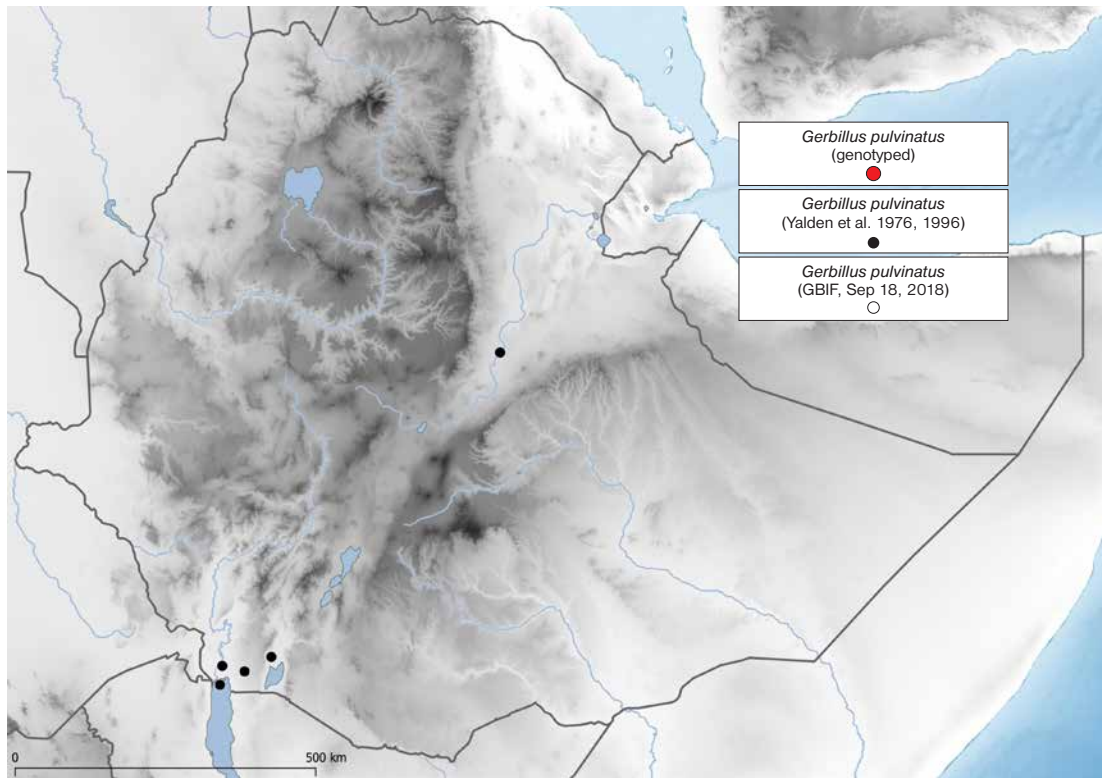 Gerbillus pulvinatus
(genotyped)
Gerbillus pulvinatus
(Yalden et al. 1976, 1996)
Gerbillus pulvinatus
(GBIF, Sep 18, 2018)
0 500 km